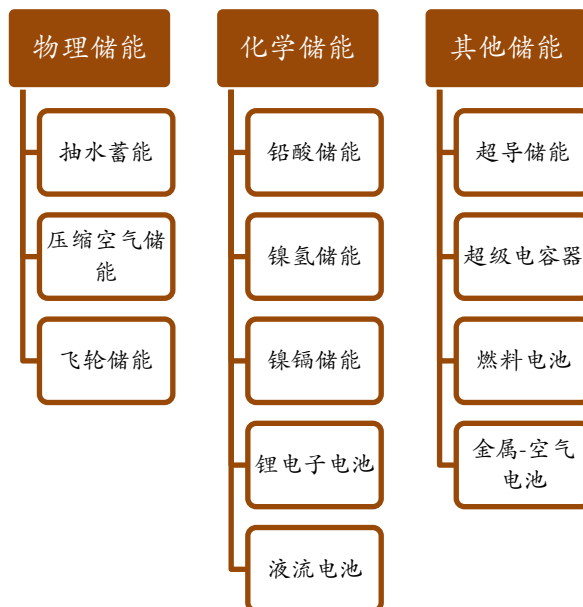 物理储能
抽水蓄能
压缩空气储
能
飞轮储能
化学储能
铅酸储能
镍氢储能
镍镉储能
锂电子电池
液流电池
其他储能
超导储能
超级电容器
燃料电池
金属-空气
电池